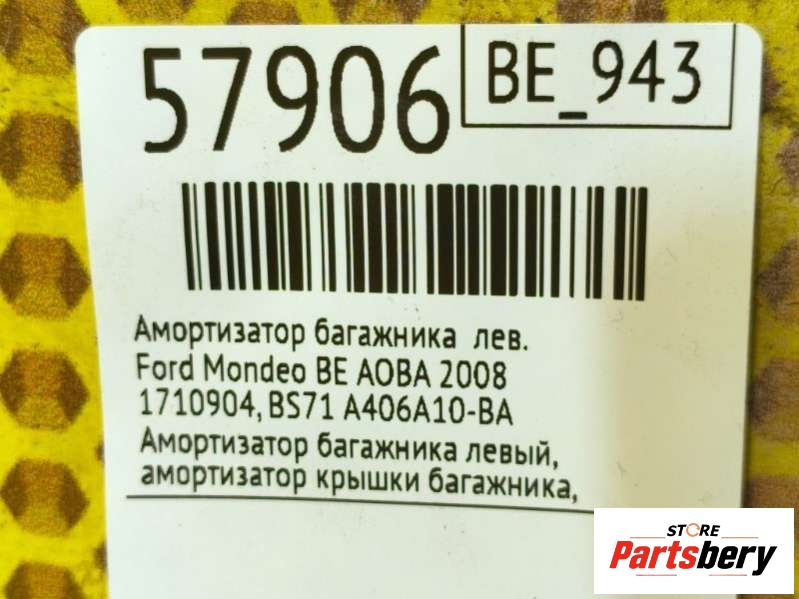 57906
BE_943
Амортизатор багажника лев.
Ford Mondeo BE AOBA 2008
1710904, BS71 A406A10-BA
Амортизатор багажника левый,
амортизатор крышки багажника,
STORE
Partsbery